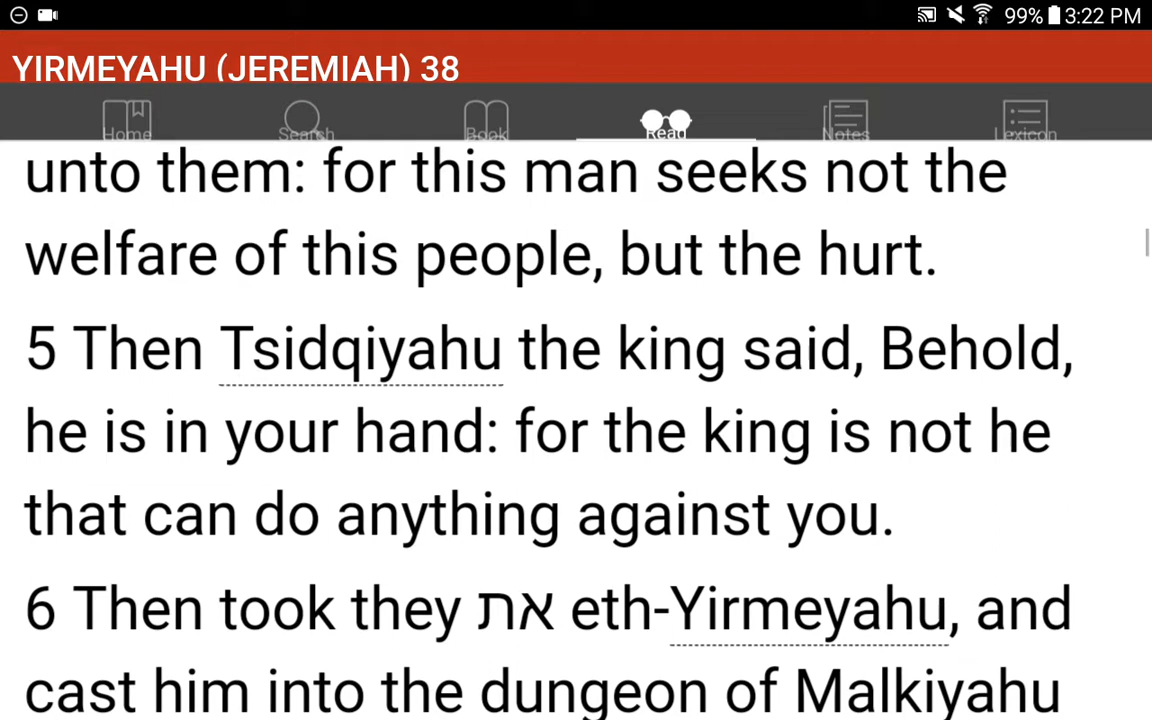 99% 3:22 PM
YIRMEYAHU (JEREMIAH) 38
Home Search Book Read Notes Lexicon
unto them: for this man seeks not the
welfare of this people, but the hurt.
5 Then Tsidqiyahu the king said, Behold,
he is in your hand: for the king is not he
that can do anything against you.
6 Then took they את eth-Yirmeyahu, and
cast him into the dungeon of Malkiyahu